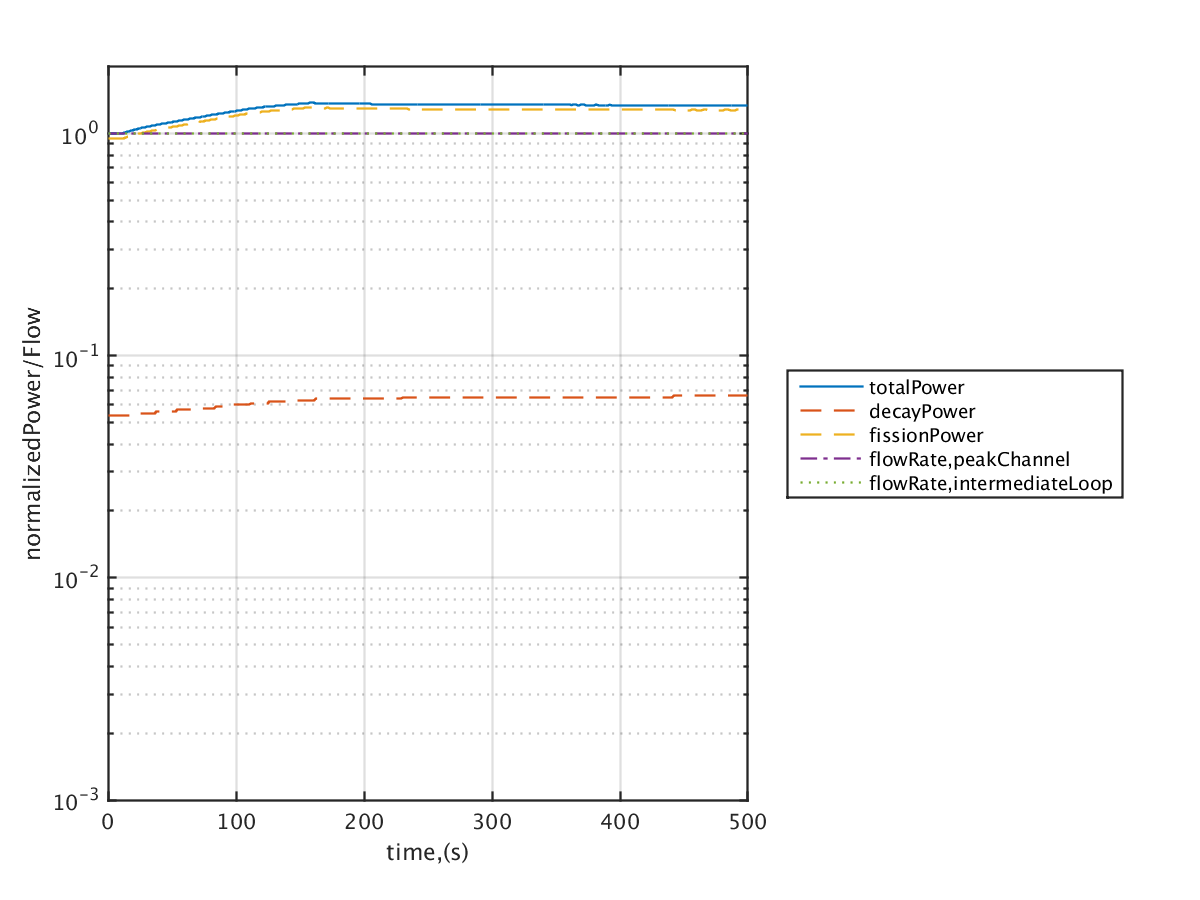 10^0
10^-1
10^-2
10^-3
0 100 200 300 400 500
time,(s)
normalizedPower/Flow
totalPower
decayPower
fissionPower
flowRate,peakChannel
flowRate,intermediateLoop